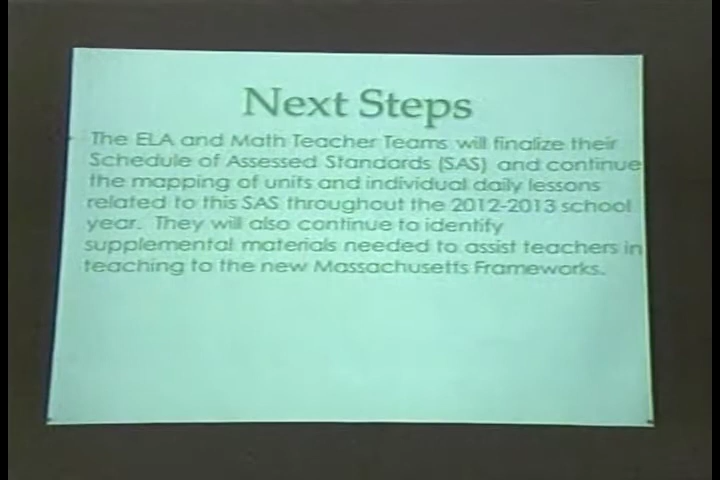 Next Steps
The ELA and Math Teacher Teams will finalize their
Schedule of Assessed Standards (SAS) and continue
the mapping of units and individual daily lessons
related to this SAS throughout the 2012-2013 school
year. They will also continue to identify
supplemental materials needed to assist teachers in
teaching to the new Massachusetts Frameworks.